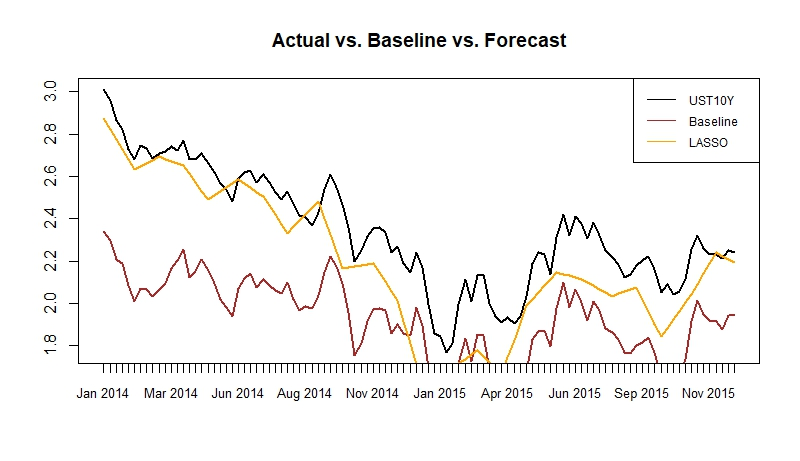 Actual vs. Baseline vs. Forecast
3.0
2.8
2.6
2.4
2.2
2.0
1.8
UST10Y
Baseline
LASSO
Jan 2014 Mar 2014 Jun 2014 Aug 2014 Nov 2014 Jan 2015 Apr 2015 Jun 2015 Sep 2015 Nov 2015